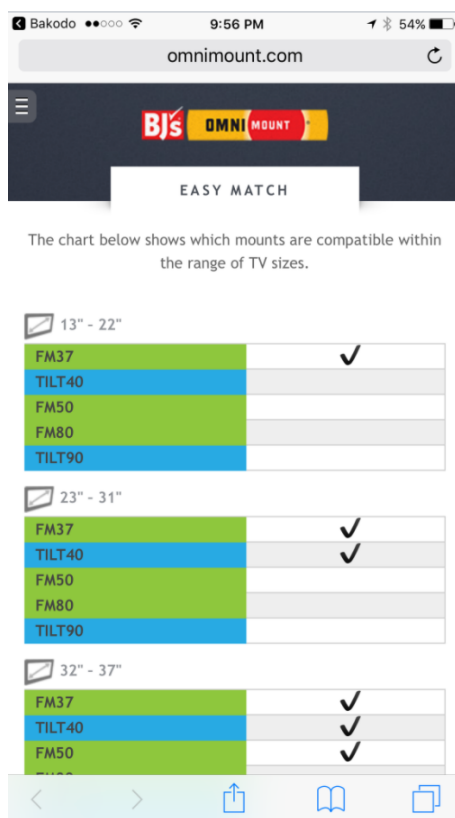 Bakodo 9:56 PM 54%
omnimount.com
BJ's OMNI MOUNT
EASY MATCH
The chart below shows which mounts are compatible within
the range of TV sizes.
13" - 22"
FM37
TILT40
FM50
FM80
TILT90
23" - 31"
FM37
TILT40
FM50
FM80
TILT90
32" - 37"
FM37
TILT40
FM50